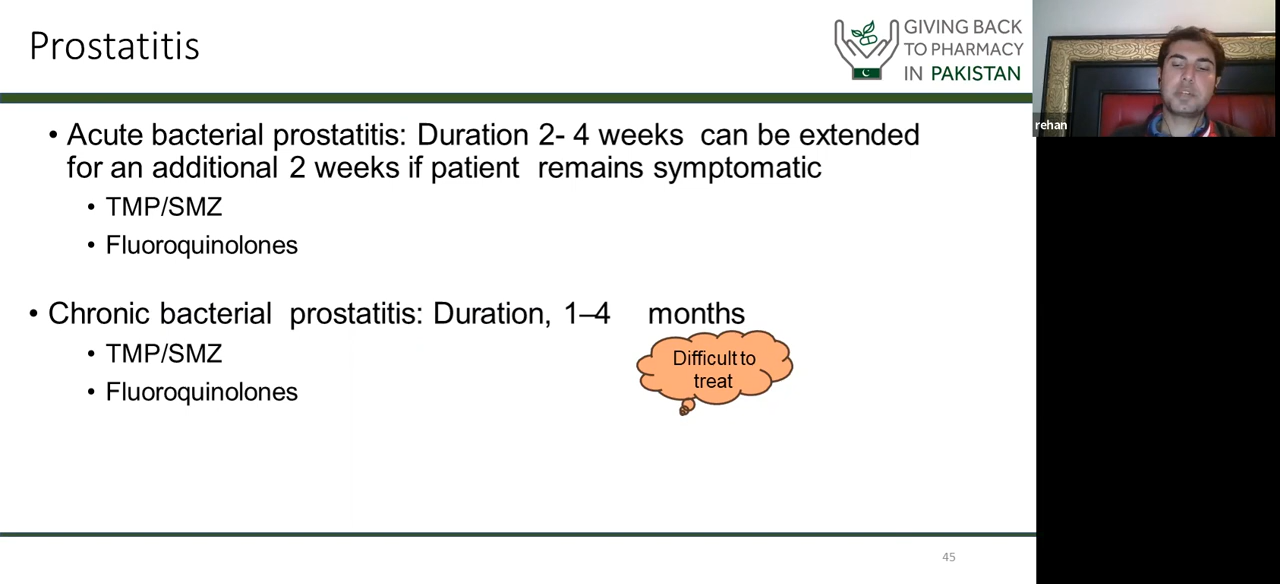 Prostatitis
GIVING BACK
TO PHARMACY
IN PAKISTAN
rehan
• Acute bacterial prostatitis: Duration 2- 4 weeks can be extended
for an additional 2 weeks if patient remains symptomatic
• TMP/SMZ
• Fluoroquinolones
• Chronic bacterial prostatitis: Duration, 1–4 months
• TMP/SMZ
• Fluoroquinolones
Difficult to
treat
45